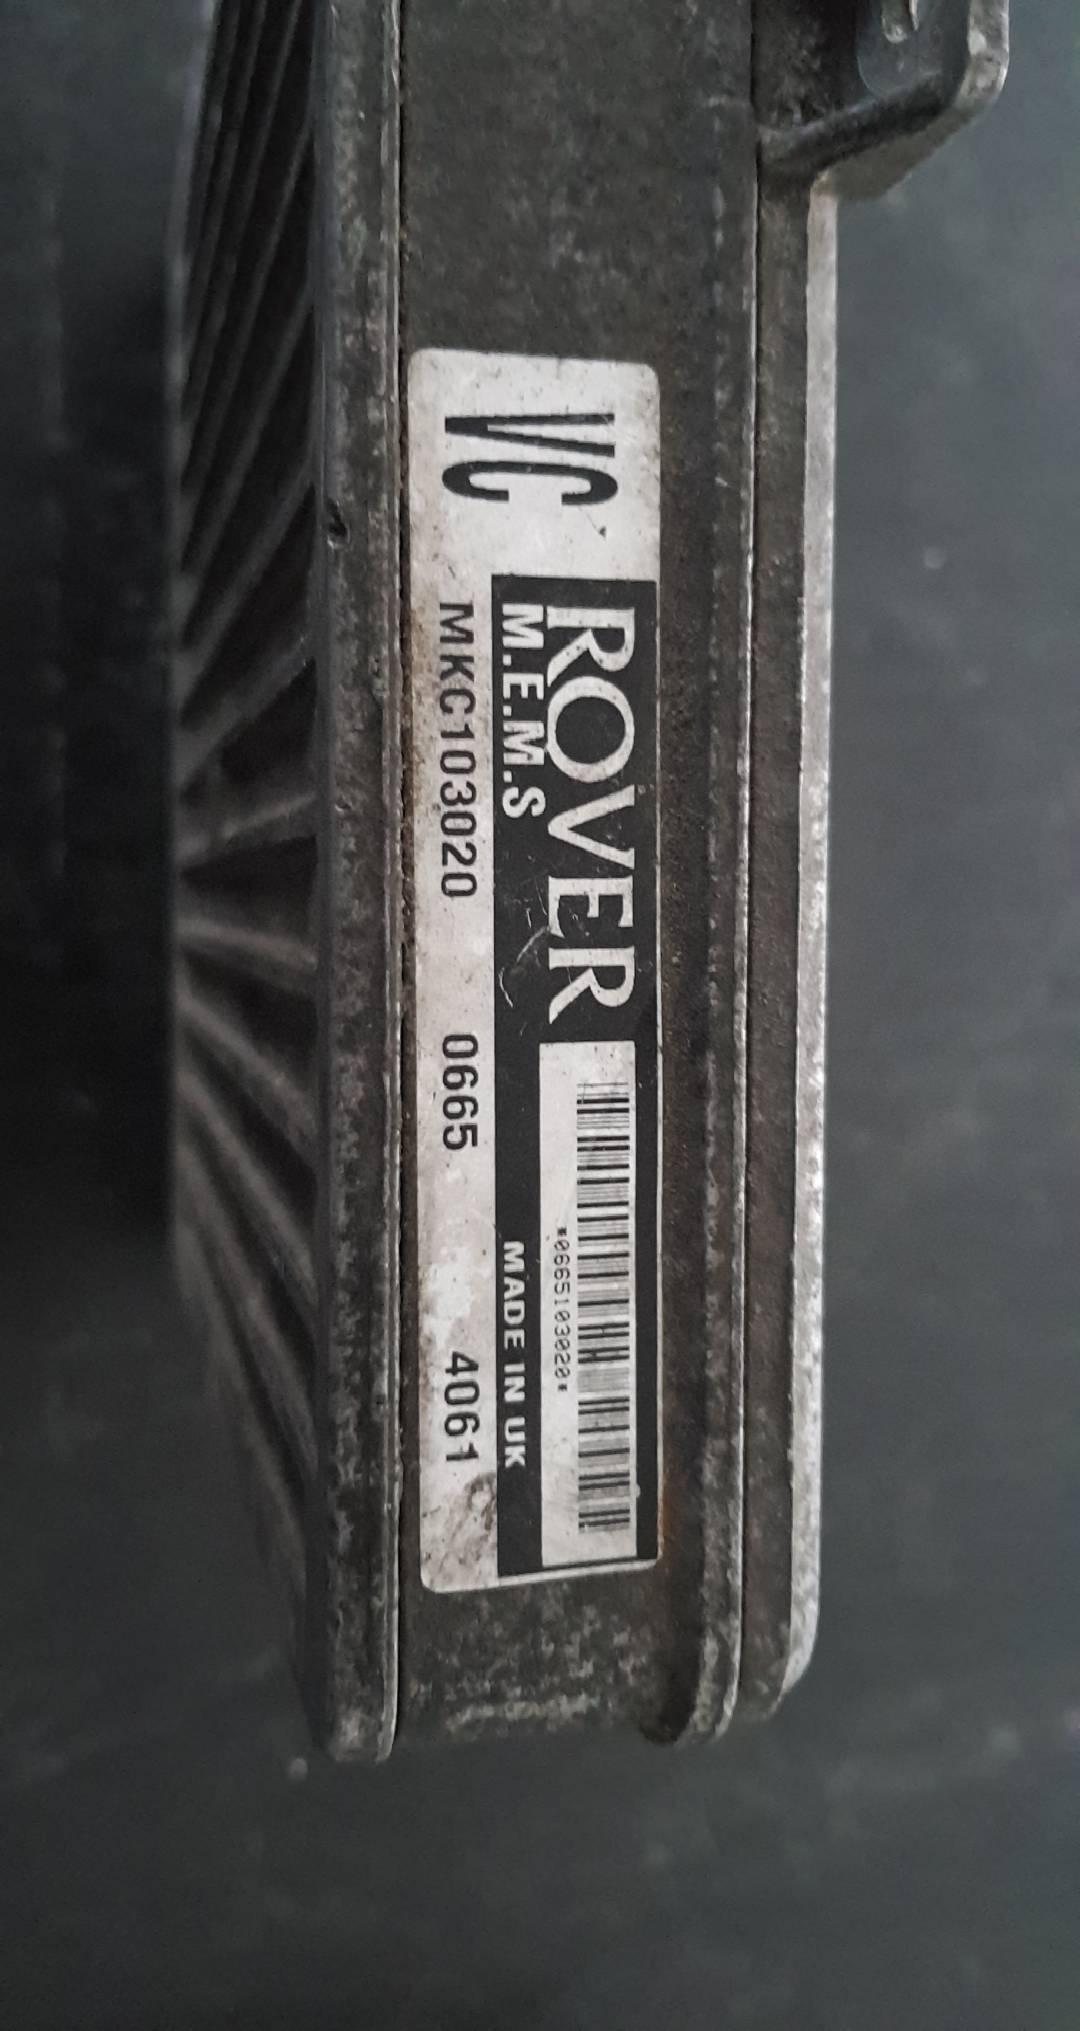 VC
ROVER
M.E.M.S
*0665103020*
MADE IN UK
MKC103020 0665 4061